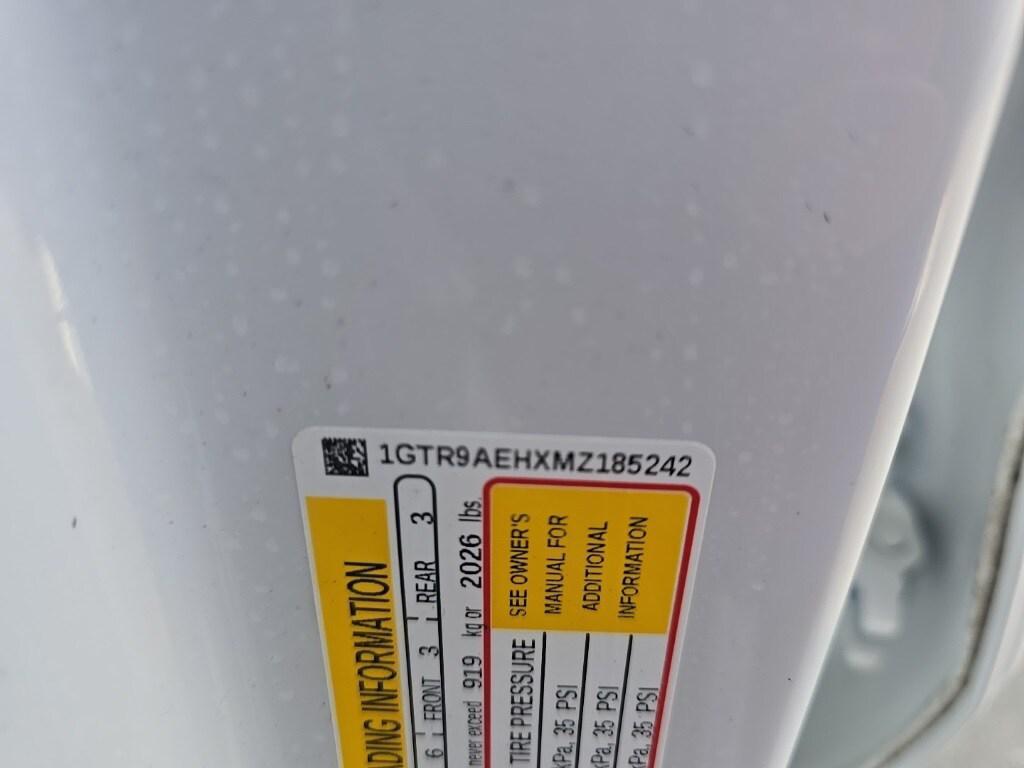 1GTR9AEHXMZ185242
ADING INFORMATION
6 FRONT 3 REAR 3
never exceed 919 kg or 2026 lbs.
TIRE PRESSURE
kPa, 35 PSI
kPa, 35 PSI
kPa, 35 PSI
SEE OWNER'S
MANUAL FOR
ADDITIONAL
INFORMATION